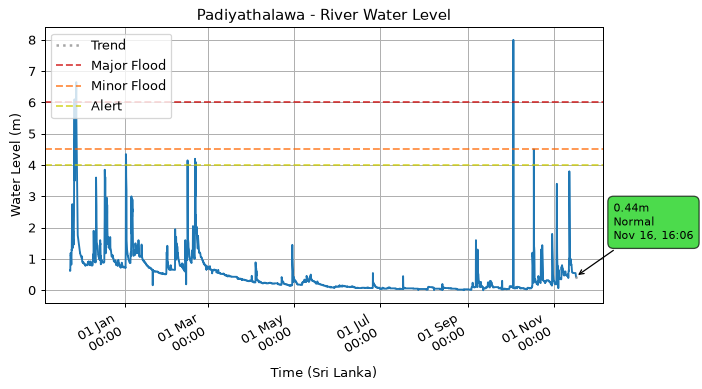 Padiyathalawa - River Water Level
Trend
Major Flood
Minor Flood
Alert
Water Level (m)
8
7
6
5
4
3
2
1
0
0.44m
Normal
Nov 16, 16:06
01 Jan
00:00
01 Mar
00:00
01 May
00:00
01 Jul
00:00
01 Sep
00:00
01 Nov
00:00
Time (Sri Lanka)